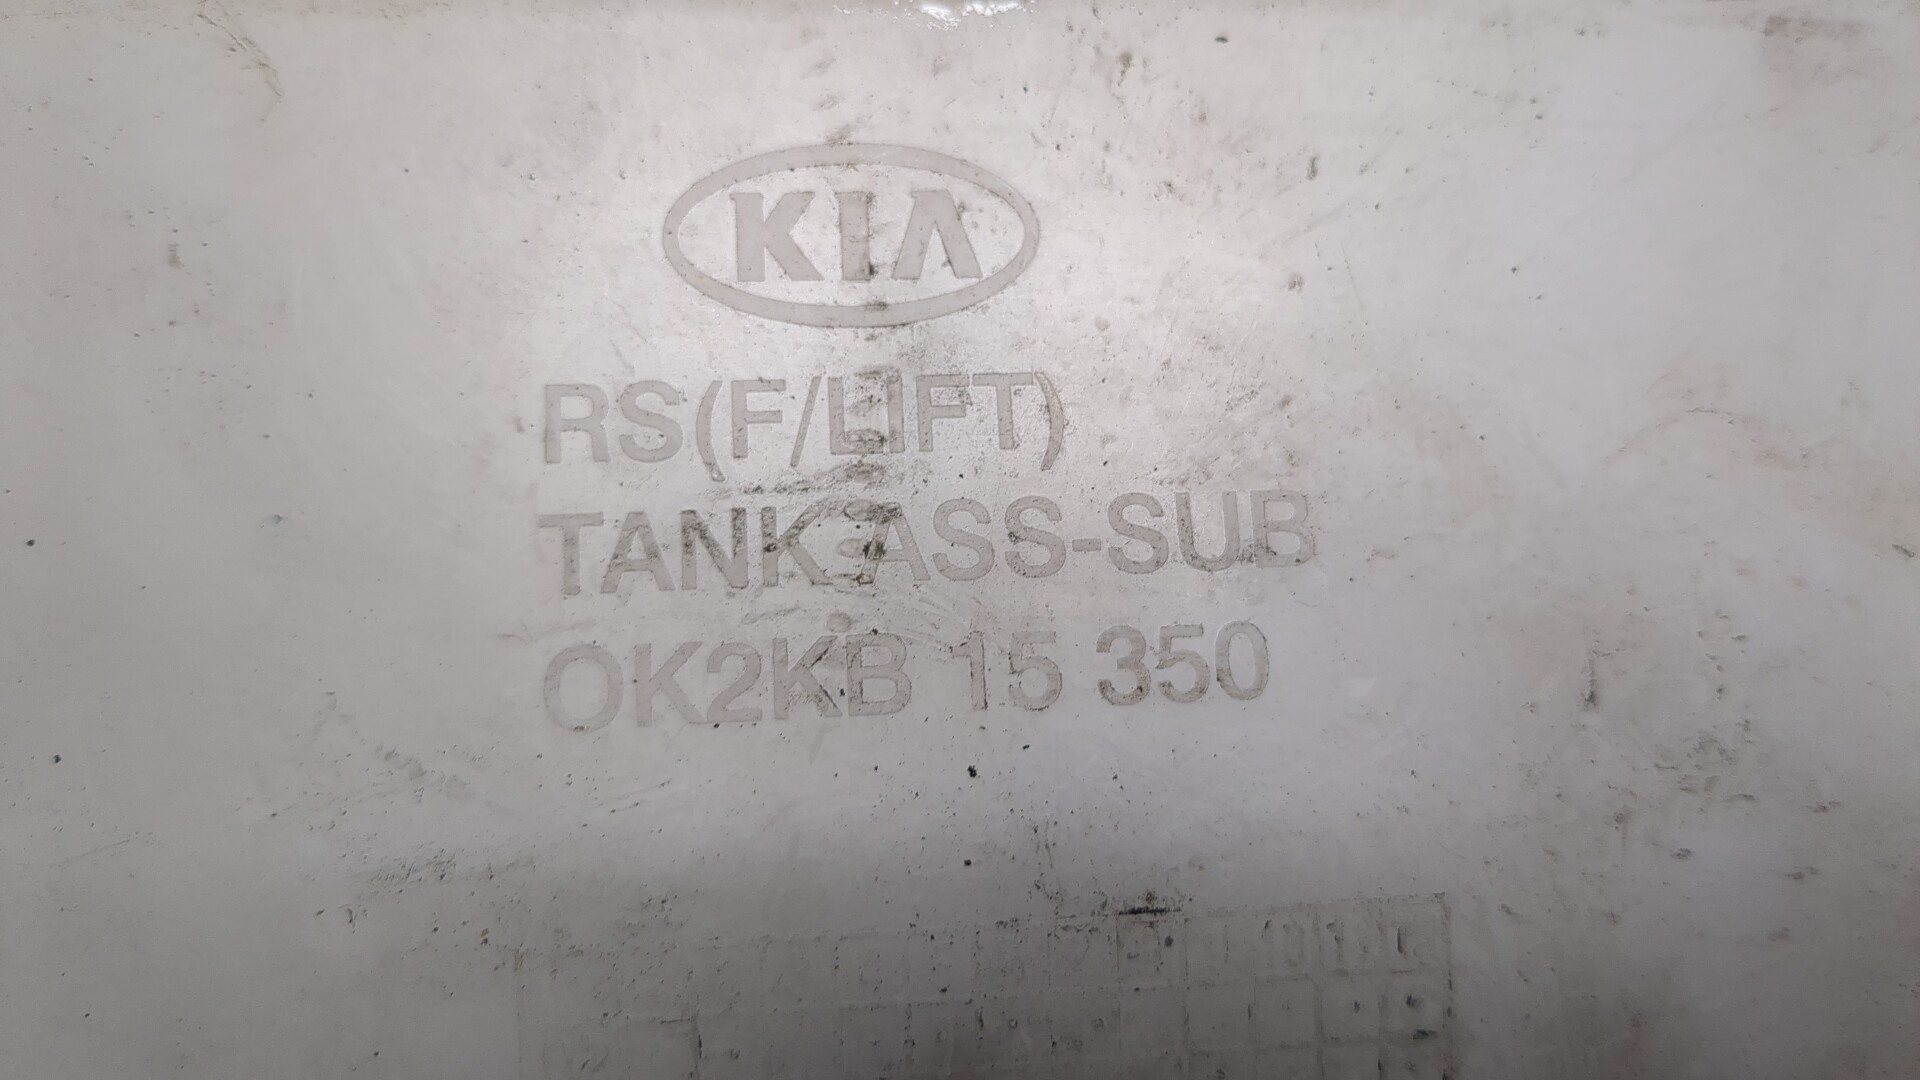 KIA
RS(F/LIFT)
TANK ASS-SUB
OK2KB 15 350